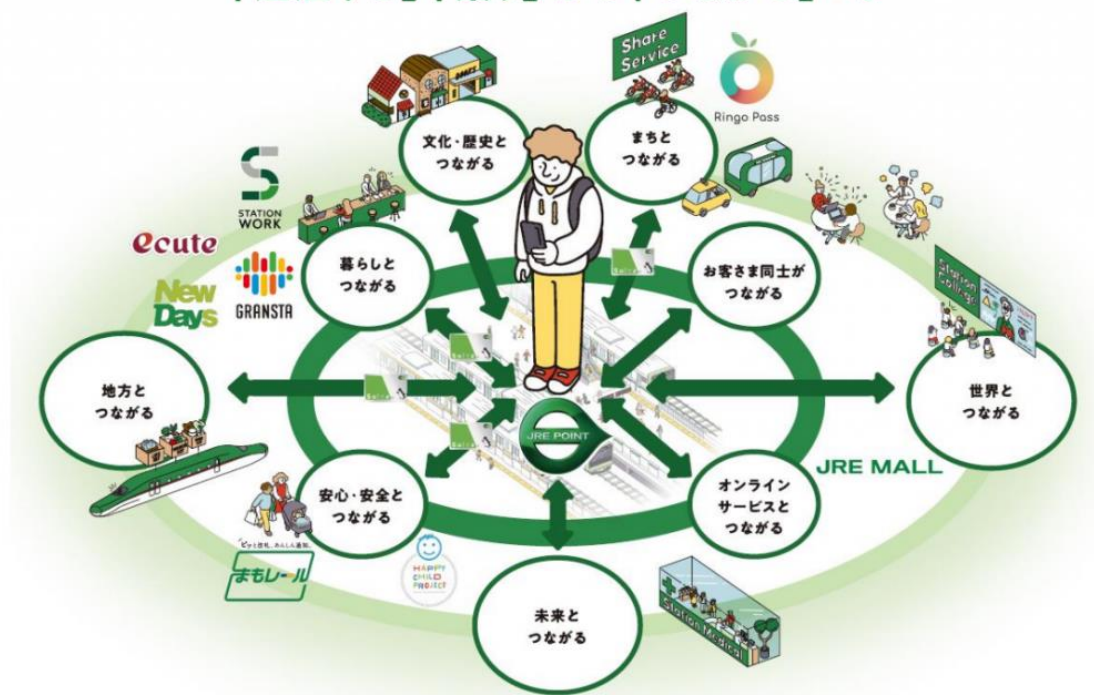 Share
Service
Ringo Pass
文化・歴史と
つながる
まちと
つながる
STATION
WORK
ecute
New
Days
GRANSTA
暮らしと
つながる
お客さま同士が
つながる
Station
College
地方と
つながる
世界と
つながる
JRE POINT
JRE MALL
安心・安全と
つながる
オンライン
サービスと
つながる
まもレール
HAPPY
CHILD
PROJECT
未来と
つながる
Station Medical